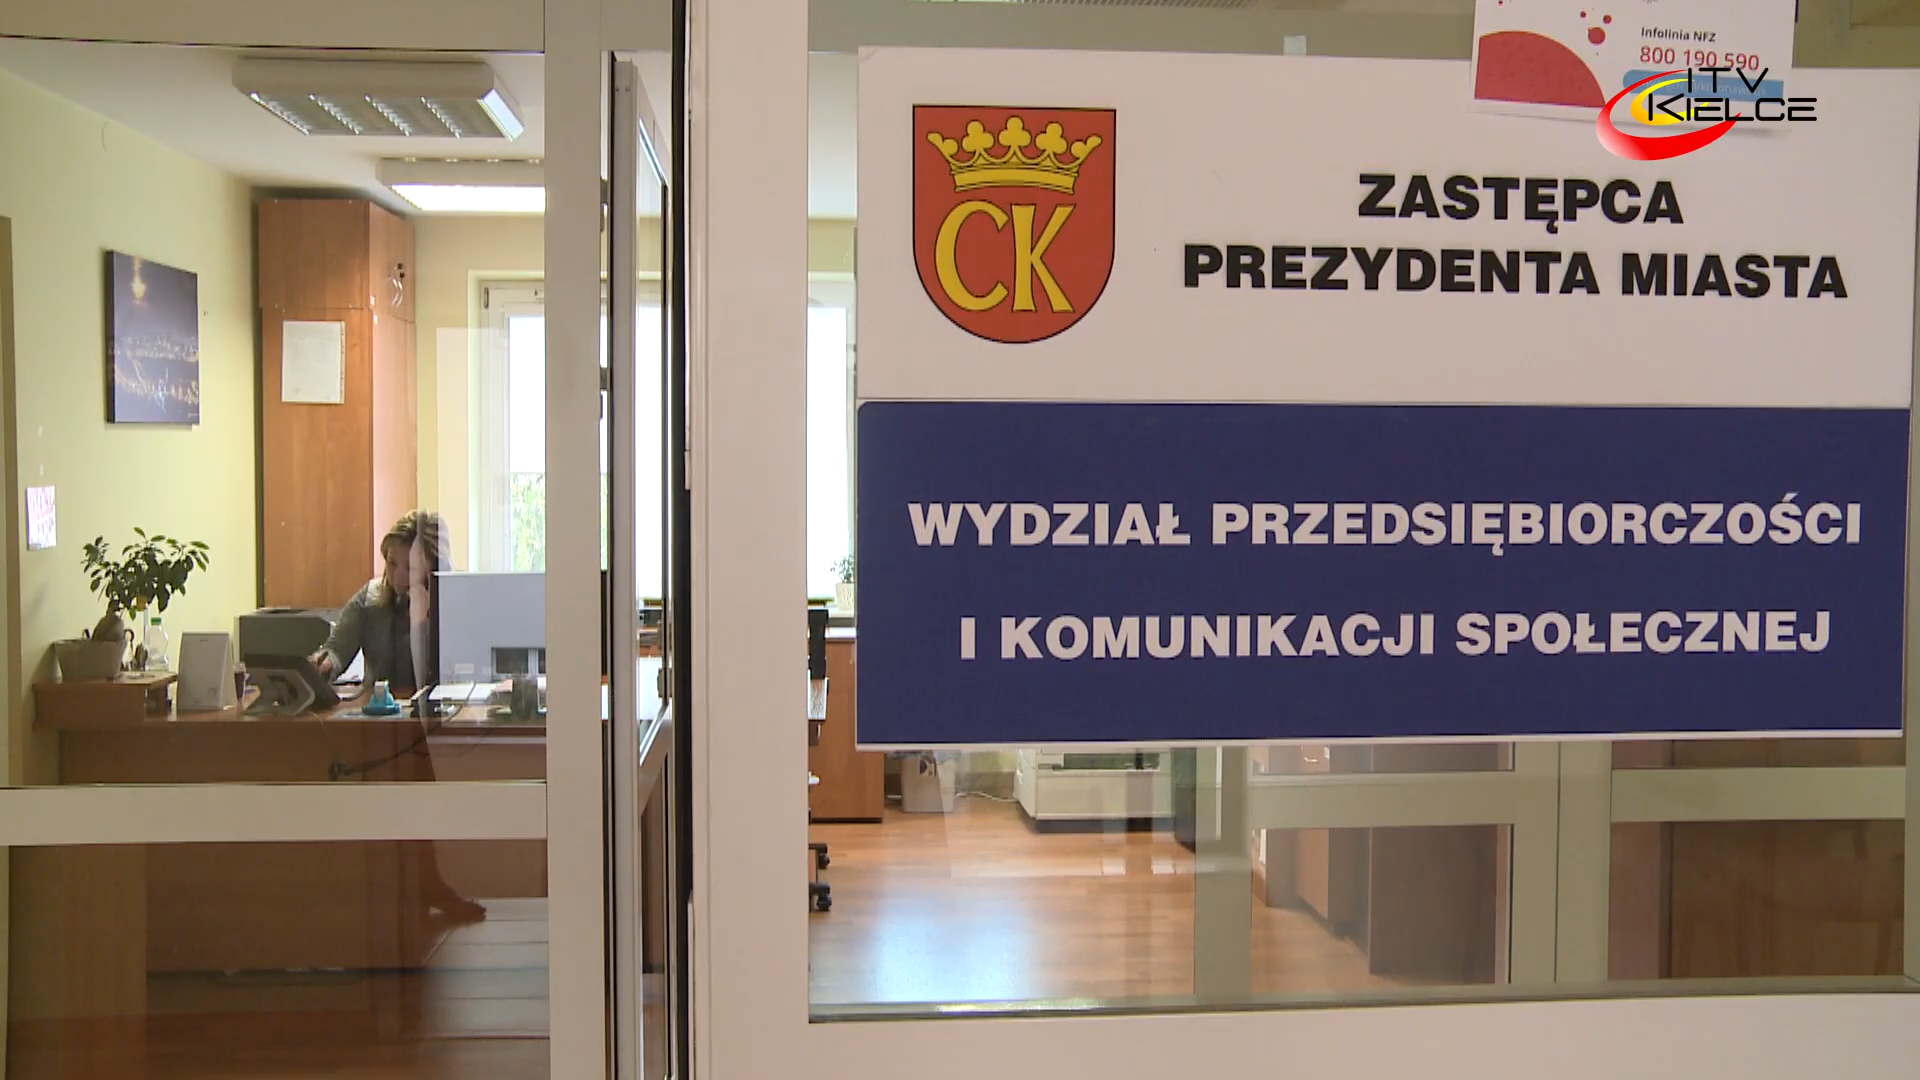 Infolinia NFZ
800 190 590
ITV
KIELCE
CK
ZASTĘPCA
PREZYDENTA MIASTA
WYDZIAŁ PRZEDSIĘBIORCZOŚCI
I KOMUNIKACJI SPOŁECZNEJ